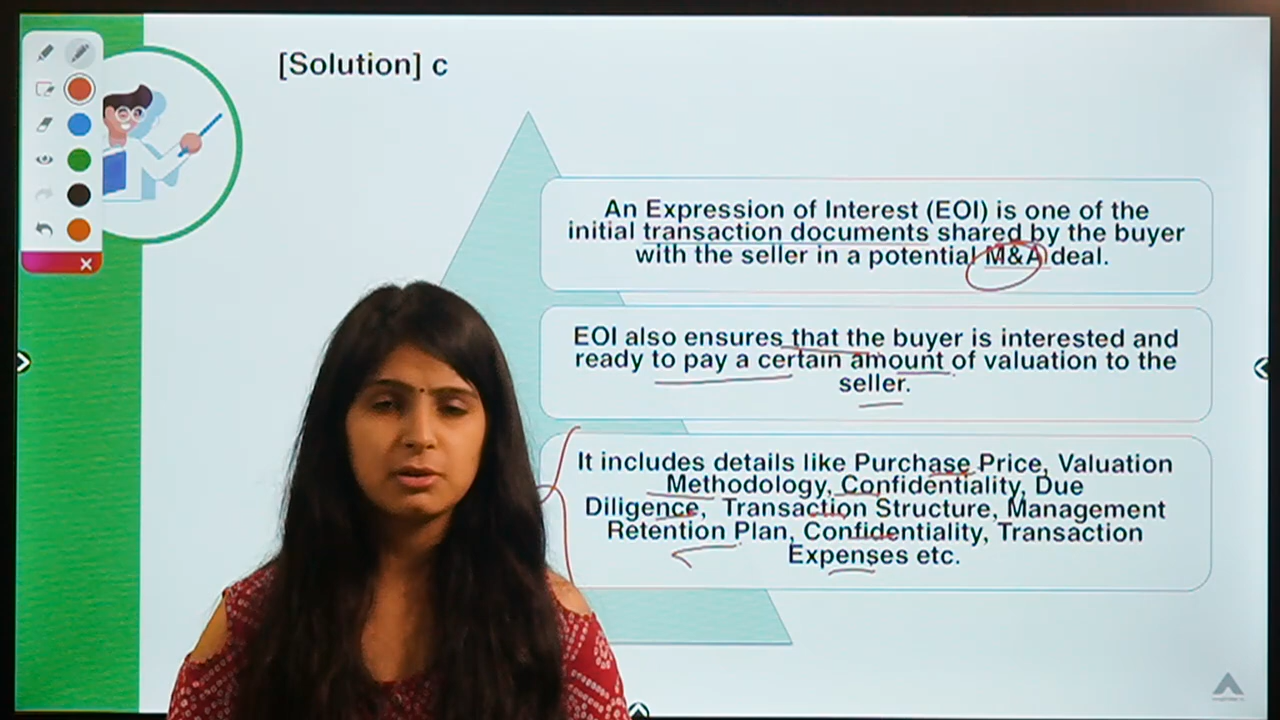 [Solution] c
An Expression of Interest (EOI) is one of the
initial transaction documents shared by the buyer
with the seller in a potential M&A deal.
EOI also ensures that the buyer is interested and
ready to pay a certain amount of valuation to the
seller.
It includes details like Purchase Price, Valuation
Methodology, Confidentiality, Due
Diligence, Transaction Structure, Management
Retention Plan, Confidentiality, Transaction
Expenses etc.